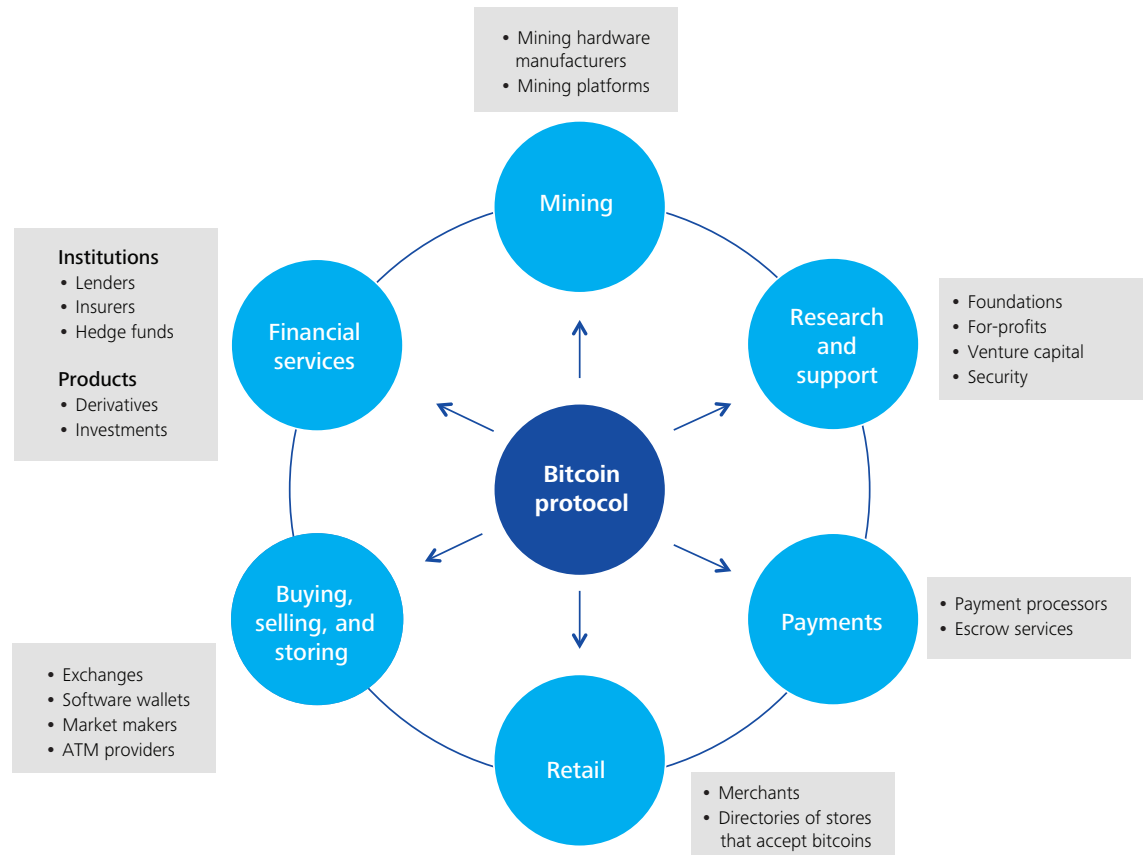 • Mining hardware
manufacturers
• Mining platforms
Mining
Institutions
• Lenders
• Insurers
• Hedge funds
Products
• Derivatives
• Investments
Financial
services
Research
and
support
• Foundations
• For-profits
• Venture capital
• Security
Bitcoin
protocol
Buying,
selling, and
storing
• Exchanges
• Software wallets
• Market makers
• ATM providers
Payments
• Payment processors
• Escrow services
Retail
• Merchants
• Directories of stores
that accept bitcoins